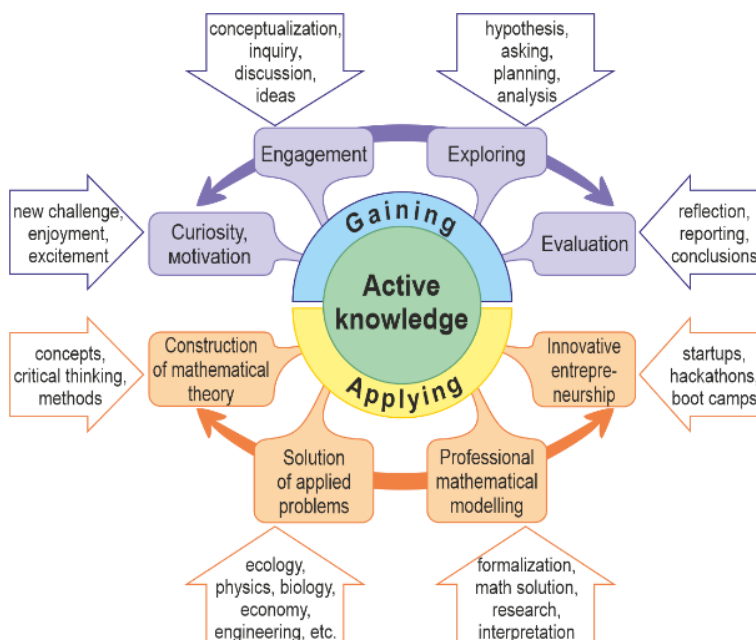 conceptualization,
inquiry,
discussion,
ideas
hypothesis,
asking,
planning,
analysis
Engagement
Exploring
new challenge,
enjoyment,
excitement
Curiosity,
мotivation
Gaining
Evaluation
reflection,
reporting,
conclusions
Active
knowledge
concepts,
critical thinking,
methods
Construction
of mathematical
theory
Applying
Innovative
entrepre-
neurship
startups,
hackathons,
boot camps
Solution
of applied
problems
Professional
mathematical
modelling
ecology,
physics, biology,
economy,
engineering, etc.
formalization,
math solution,
research,
interpretation